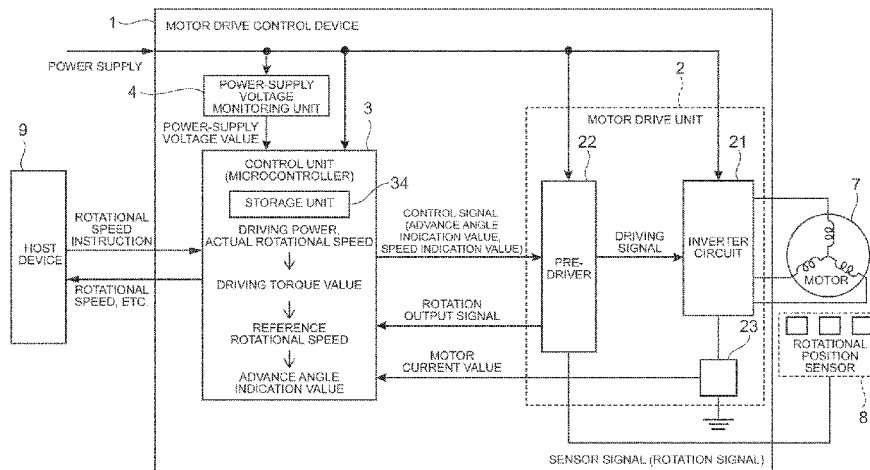 1
MOTOR DRIVE CONTROL DEVICE
POWER SUPPLY
4
POWER-SUPPLY
VOLTAGE
MONITORING UNIT
POWER-SUPPLY
VOLTAGE VALUE
2
MOTOR DRIVE UNIT
9
HOST
DEVICE
ROTATIONAL
SPEED
INSTRUCTION
ROTATIONAL
SPEED, ETC.
3
CONTROL UNIT
(MICROCONTROLLER)
STORAGE UNIT
34
DRIVING POWER,
ACTUAL ROTATIONAL SPEED
DRIVING TORQUE VALUE
REFERENCE
ROTATIONAL SPEED
ADVANCE ANGLE
INDICATION VALUE
CONTROL SIGNAL
(ADVANCE ANGLE
INDICATION VALUE,
SPEED INDICATION VALUE)
ROTATION
OUTPUT SIGNAL
MOTOR
CURRENT VALUE
22
PRE-
DRIVER
DRIVING
SIGNAL
21
INVERTER
CIRCUIT
23
7
MOTOR
ROTATIONAL
POSITION
SENSOR
8
SENSOR SIGNAL (ROTATION SIGNAL)